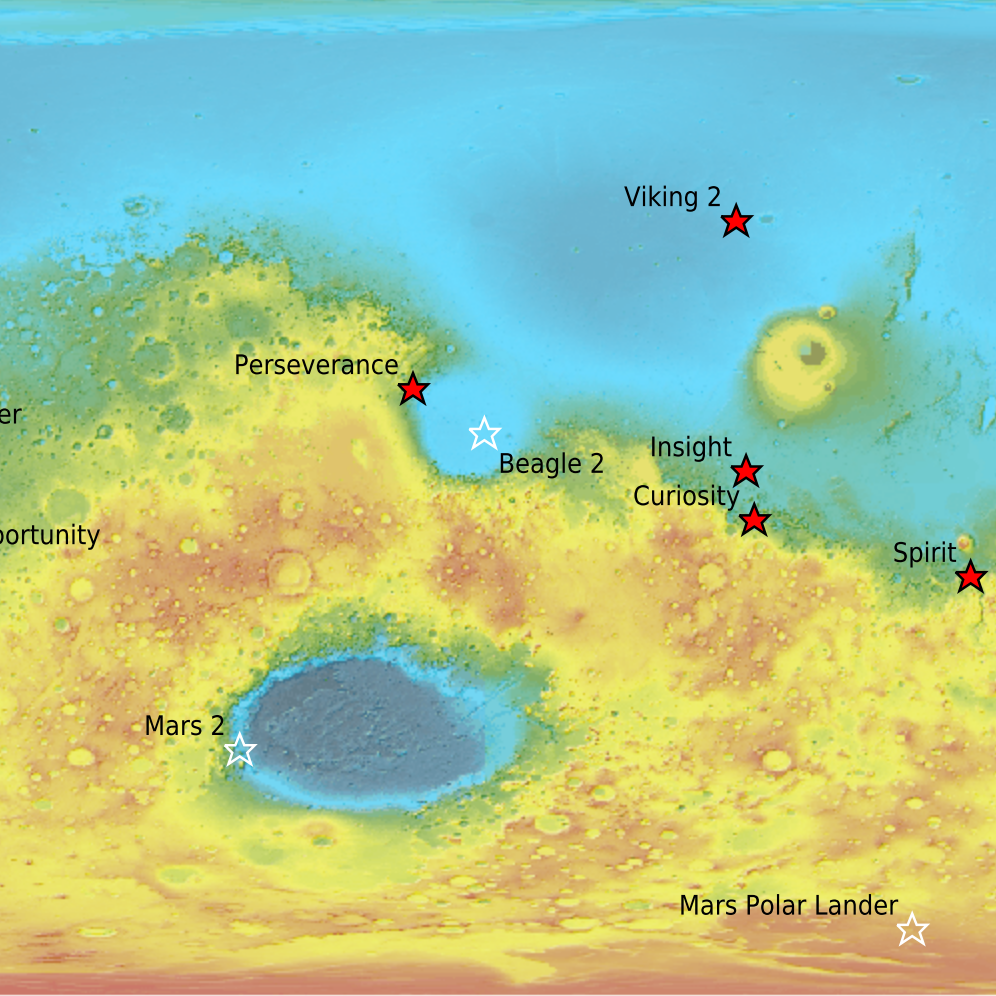 Viking 2
Perseverance
er
Beagle 2
Insight
Curiosity
portunity
Spirit
Mars 2
Mars Polar Lander